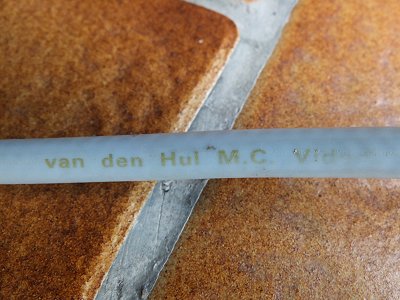 van den Hul M.C.